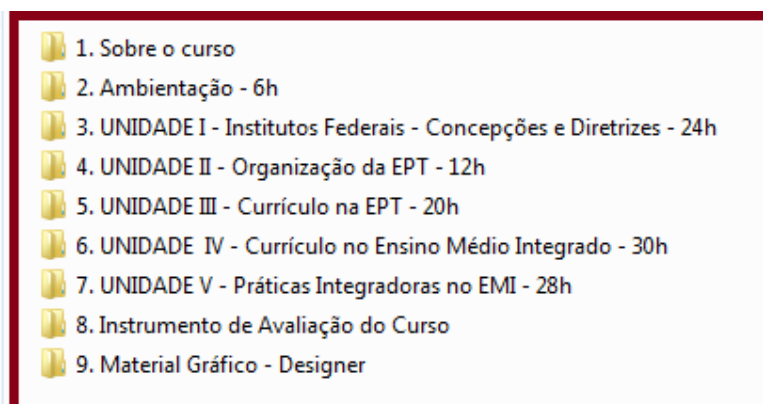 1. Sobre o curso
2. Ambientação - 6h
3. UNIDADE I - Institutos Federais - Concepções e Diretrizes - 24h
4. UNIDADE II - Organização da EPT - 12h
5. UNIDADE III - Currículo na EPT - 20h
6. UNIDADE  IV - Currículo no Ensino Médio Integrado - 30h
7. UNIDADE V - Práticas Integradoras no EMI - 28h
8. Instrumento de Avaliação do Curso
9. Material Gráfico - Designer